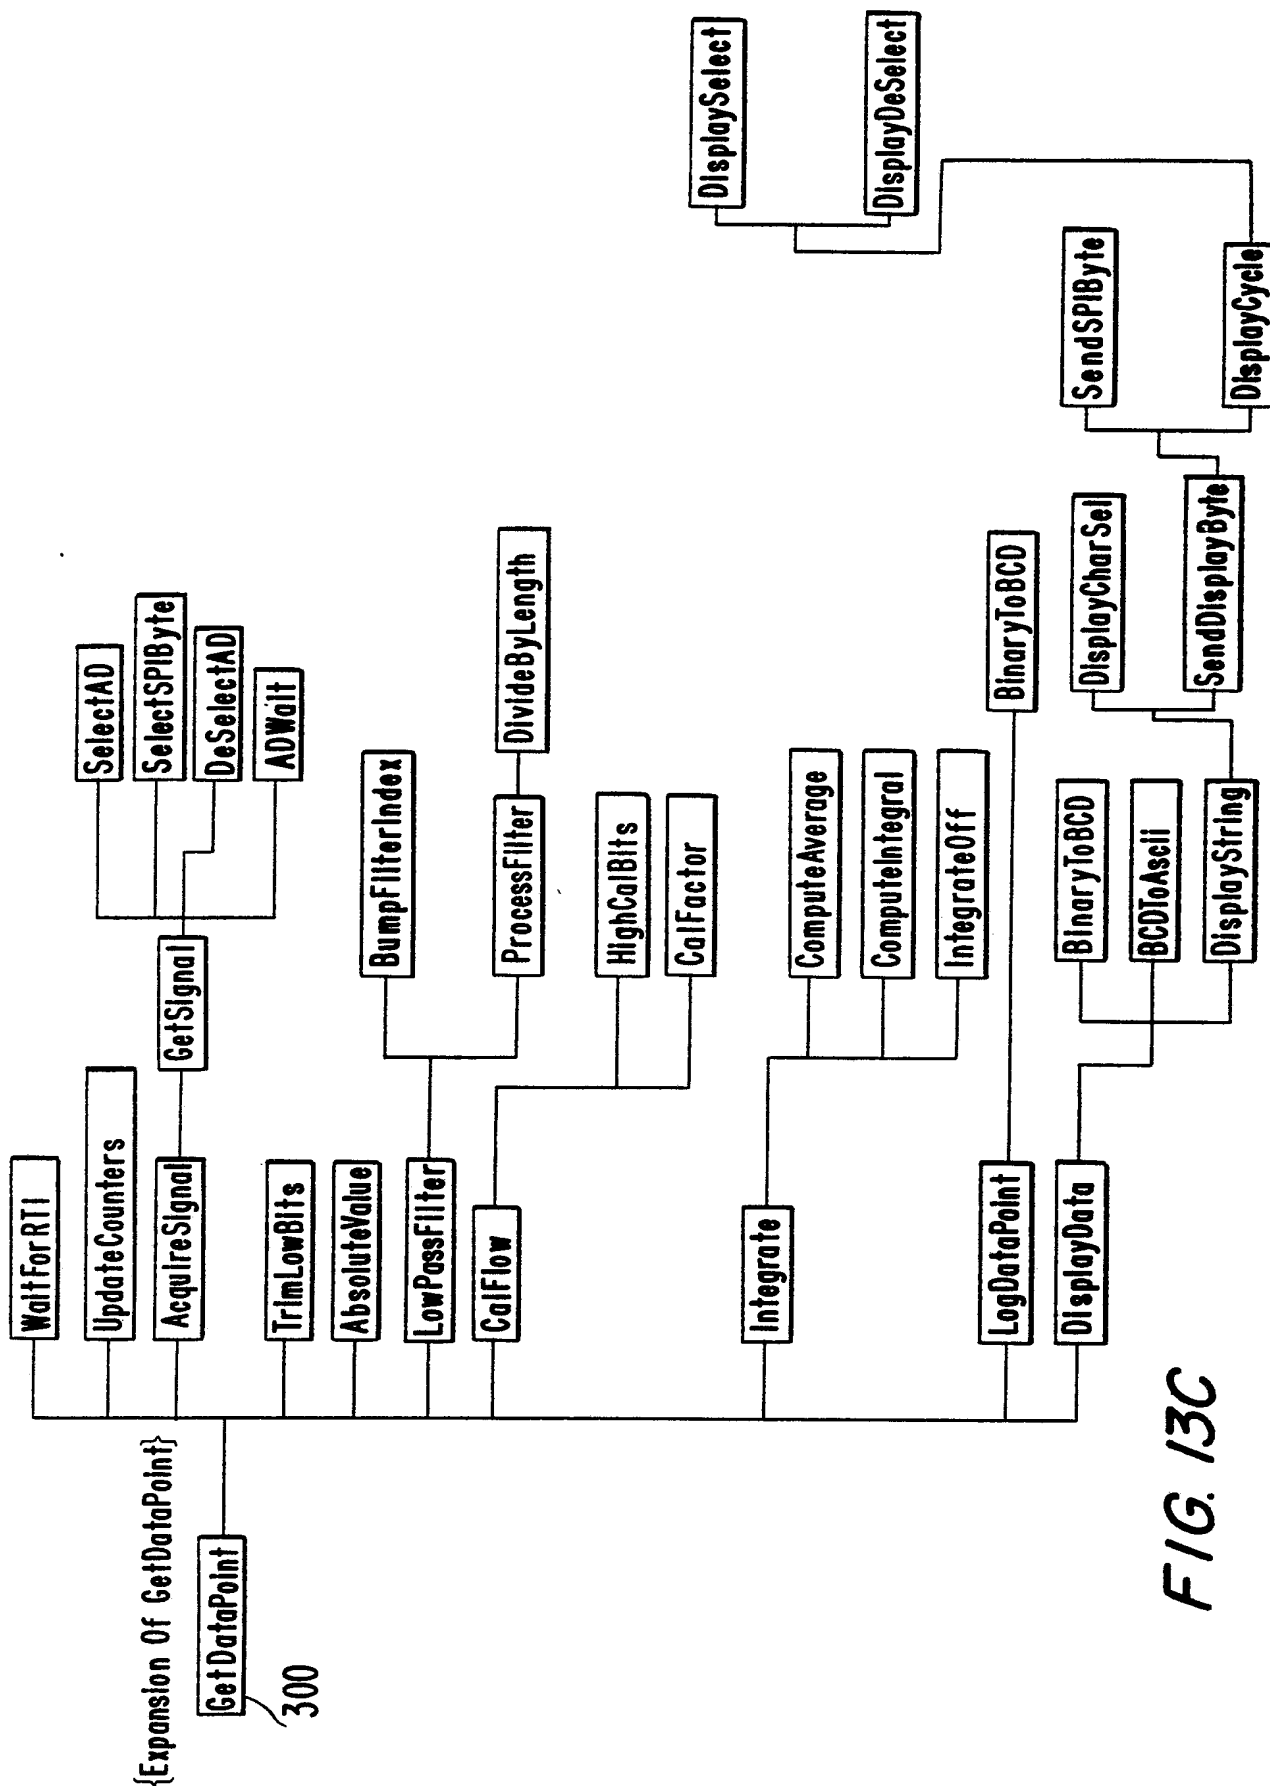 {Expansion Of GetDataPoint}
GetDataPoint
300
WaitForRTI
UpdateCounters
AcquireSignal
GetSignal
SelectAD
SelectSPIByte
DeSelectAD
ADWait
TrimLowBits
AbsoluteValue
LowPassFilter
BumpFilterIndex
ProcessFilter
DivideByLength
CalFlow
HighCalBits
CalFactor
Integrate
ComputeAverage
ComputeIntegral
IntegrateOff
LogDataPoint
BinaryToBCD
DisplayData
BinaryToBCD
BCDToAscii
DisplayString
DisplayCharSel
SendDisplayByte
SendSPIByte
DisplayCycle
DisplaySelect
DisplayDeSelect
FIG. 13C